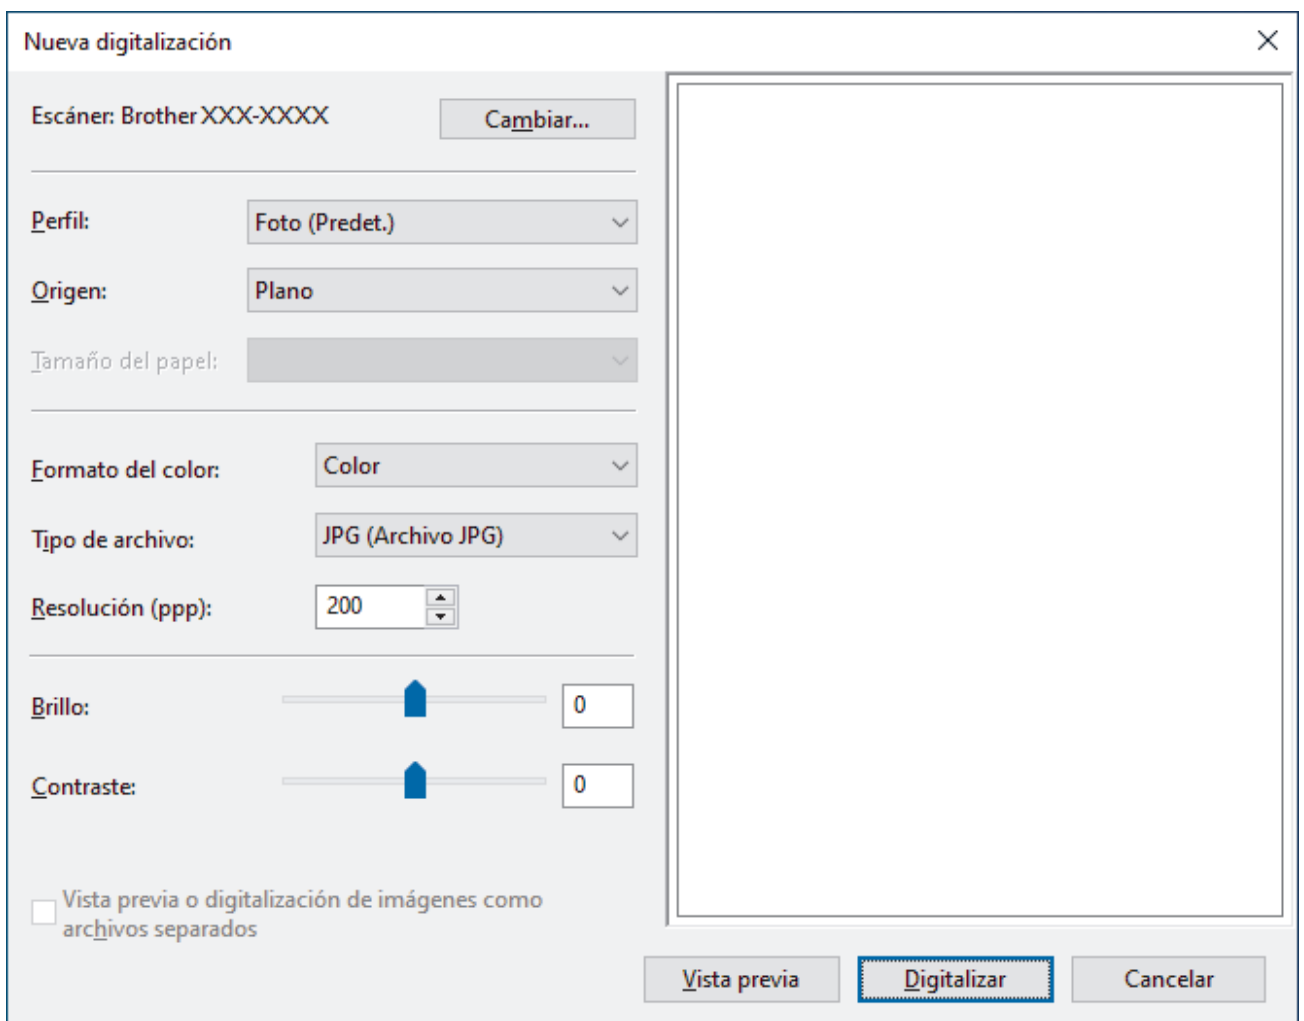 Nueva digitalización
Escáner: Brother XXX-XXXX
Cambiar...
Perfil:
Foto (Predet.)
Origen:
Plano
Tamaño del papel:
Formato del color:
Color
Tipo de archivo:
JPG (Archivo JPG)
Resolución (ppp):
200
Brillo:
0
Contraste:
0
Vista previa o digitalización de imágenes como
archivos separados
Vista previa
Digitalizar
Cancelar